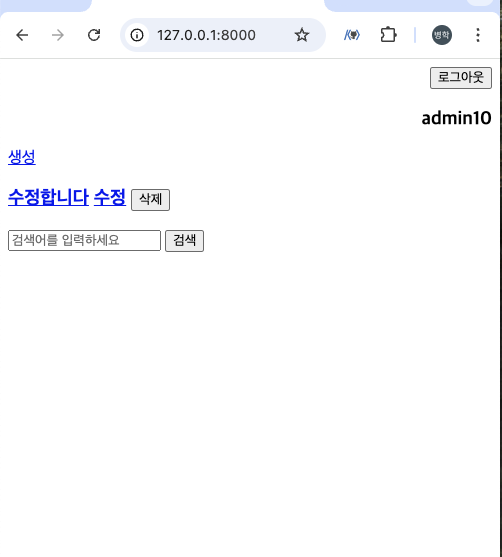 127.0.0.1:8000
병학
로그아웃
admin10
생성
수정합니다 수정 삭제
검색어를 입력하세요 검색